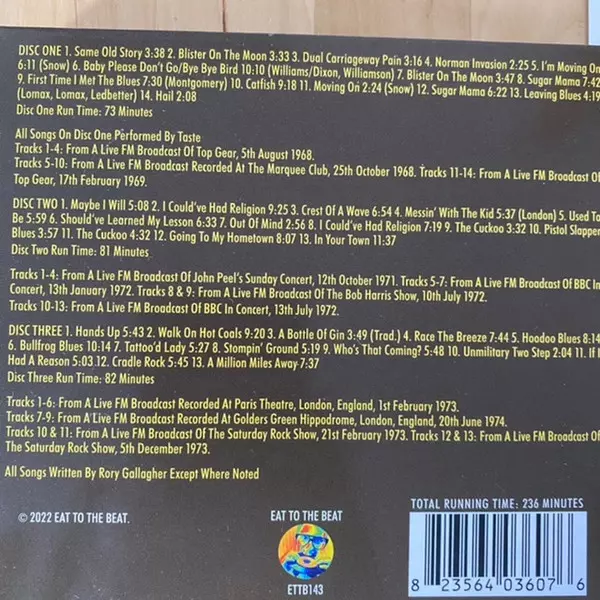 DISC ONE 1. Same Old Story 3:38 2. Blister On The Moon 3:33 3. Dual Carriageway Pain 3:16 4. Norman Invasion 2:25 5. I'm Moving On
6:11 (Snow) 6. Baby Please Don't Go/Bye Bye Bird 10:10 (Williams/Dixon, Williamson) 7. Blister On The Moon 3:47 8. Sugar Mama 7:42
9. First Time I Met The Blues 7:30 (Montgomery) 10. Catfish 9:18 11. Moving On 2:24 (Snow) 12. Sugar Mama 6:22 13. Leaving Blues 4:19
(Lomax, Lomax, Ledbetter) 14. Hail 2:08
Disc One Run Time: 73 Minutes
All Songs On Disc One Performed By Taste
Tracks 1-4: From A Live FM Broadcast Of Top Gear, 5th August 1968.
Tracks 5-10: From A Live FM Broadcast Recorded At The Marquee Club, 25th October 1968. Tracks 11-14: From A Live FM Broadcast Of
Top Gear, 17th February 1969.
DISC TWO 1. Maybe I Will 5:08 2. I Could've Had Religion 9:25 3. Crest Of A Wave 6:54 4. Messin' With The Kid 5:37 (London) 5. Used To
Be 5:59 6. Should've Learned My Lesson 6:33 7. Out Of Mind 2:56 8. I Could've Had Religion 7:19 9. The Cuckoo 3:32 10. Pistol Slapper
Blues 3:57 11. The Cuckoo 4:32 12. Going To My Hometown 8:07 13. In Your Town 11:37
Disc Two Run Time: 81 Minutes
Tracks 1-4: From A Live FM Broadcast Of John Peel's Sunday Concert, 12th October 1971. Tracks 5-7: From A Live FM Broadcast Of BBC In
Concert, 13th January 1972. Tracks 8 & 9: From A Live FM Broadcast Of The Bob Harris Show, 10th July 1972.
Tracks 10-13: From A Live FM Broadcast Of BBC In Concert, 13th July 1972.
DISC THREE 1. Hands Up 5:43 2. Walk On Hot Coals 9:20 3. A Bottle Of Gin 3:49 (Trad.) 4. Race The Breeze 7:44 5. Hoodoo Blues 8:14
6. Bullfrog Blues 10:14 7. Tattoo'd Lady 5:27 8. Stompin' Ground 5:19 9. Who's That Coming? 5:48 10. Unmilitary Two Step 2:04 11. If I
Had A Reason 5:03 12. Cradle Rock 5:45 13. A Million Miles Away 7:37
Disc Three Run Time: 82 Minutes
Tracks 1-6: From A Live FM Broadcast Recorded At Paris Theatre, London, England, 1st February 1973.
Tracks 7-9: From A Live FM Broadcast Recorded At Golders Green Hippodrome, London, England, 20th June 1974.
Tracks 10 & 11: From A Live FM Broadcast Of The Saturday Rock Show, 21st February 1973. Tracks 12 & 13: From A Live FM Broadcast Of
The Saturday Rock Show, 5th December 1973.
All Songs Written By Rory Gallagher Except Where Noted
TOTAL RUNNING TIME: 236 MINUTES
© 2022 EAT TO THE BEAT.
EAT TO THE BEAT
ETTB143
8 23564 03607 6